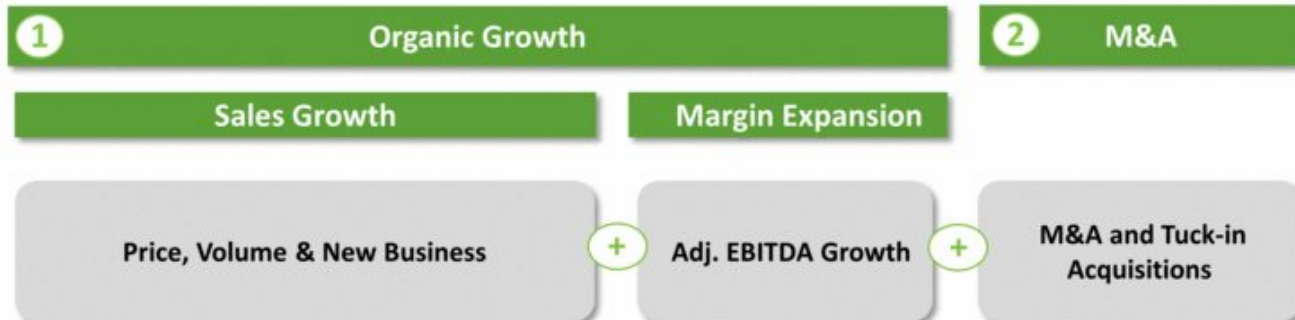 1 Organic Growth
2 M&A
Sales Growth
Margin Expansion
Price, Volume & New Business
+
Adj. EBITDA Growth
+
M&A and Tuck-in
Acquisitions